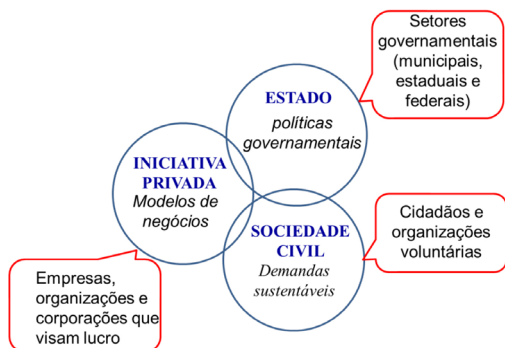 Setores
governamentais
(municipais,
estaduais e
federais)
ESTADO
políticas
governamentais
INICIATIVA
PRIVADA
Modelos de
negócios
SOCIEDADE
CIVIL
Demandas
sustentáveis
Cidadãos e
organizações
voluntárias
Empresas,
organizações e
corporações que
visam lucro